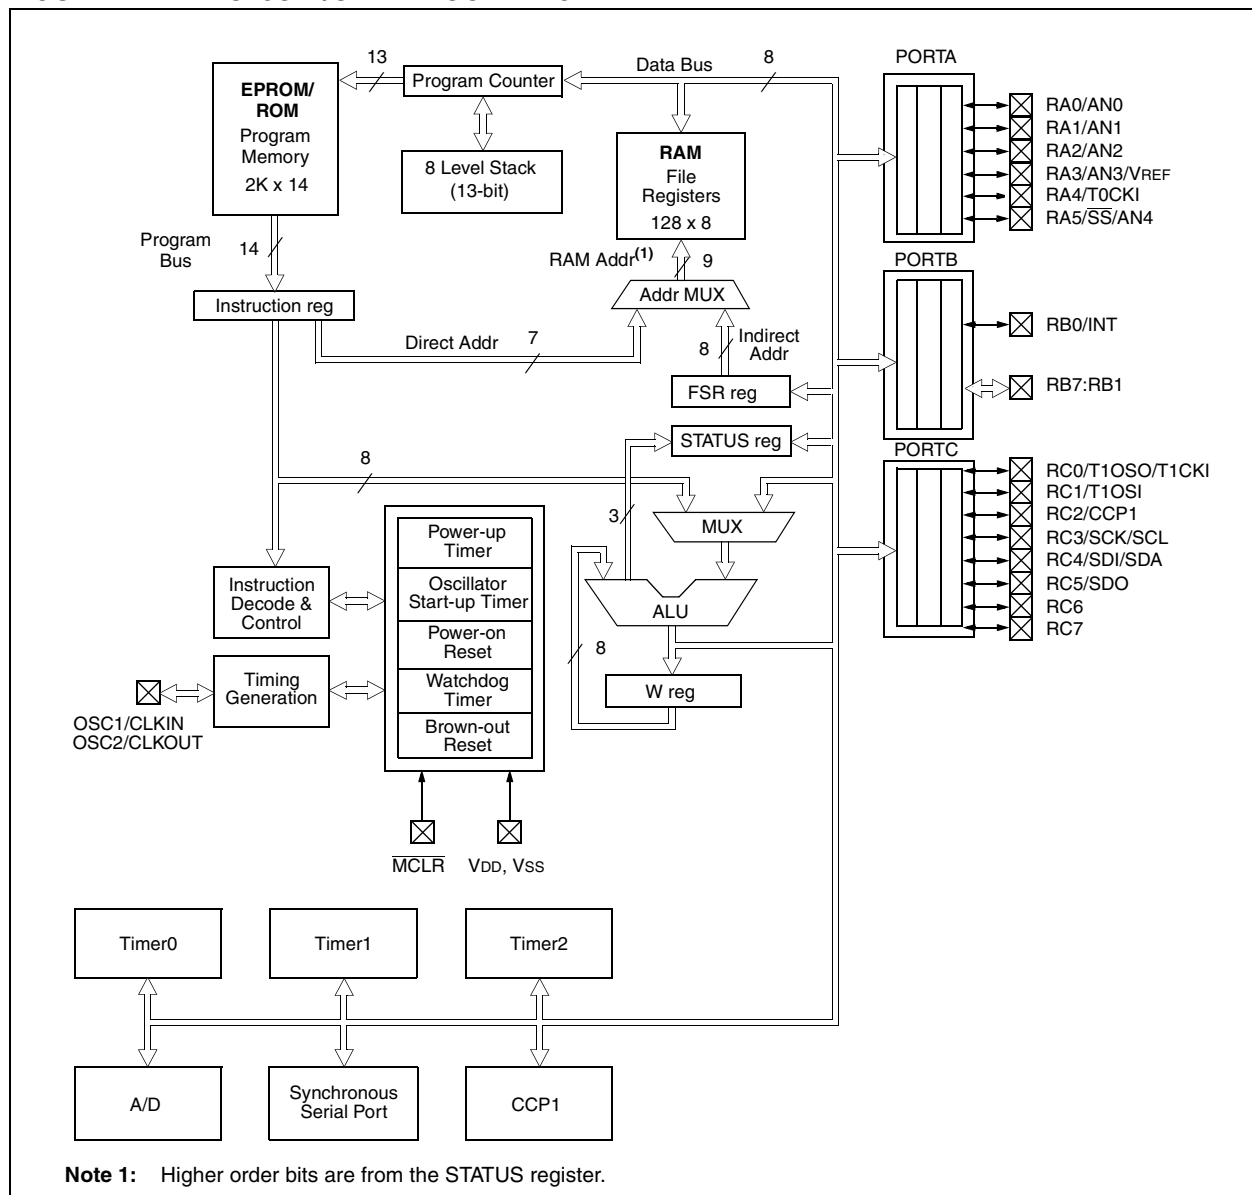 13
Data Bus
8
PORTA
EPROM/
ROM
Program
Memory
2K x 14
Program Counter
8 Level Stack
(13-bit)
RAM
File
Registers
128 x 8
RA0/AN0
RA1/AN1
RA2/AN2
RA3/AN3/VREF
RA4/T0CKI
RA5/SS/AN4
Program
Bus
14
RAM Addr(1)
9
PORTB
Instruction reg
Addr MUX
Direct Addr
7
8
Indirect
Addr
RB0/INT
FSR reg
RB7:RB1
STATUS reg
PORTC
8
3
MUX
RC0/T1OSO/T1CKI
RC1/T1OSI
RC2/CCP1
RC3/SCK/SCL
RC4/SDI/SDA
RC5/SDO
RC6
RC7
Power-up
Timer
Oscillator
Start-up Timer
Power-on
Reset
Watchdog
Timer
Brown-out
Reset
Instruction
Decode &
Control
ALU
8
W reg
Timing
Generation
OSC1/CLKIN
OSC2/CLKOUT
MCLR
VDD, VSS
Timer0
Timer1
Timer2
A/D
Synchronous
Serial Port
CCP1
Note 1: Higher order bits are from the STATUS register.